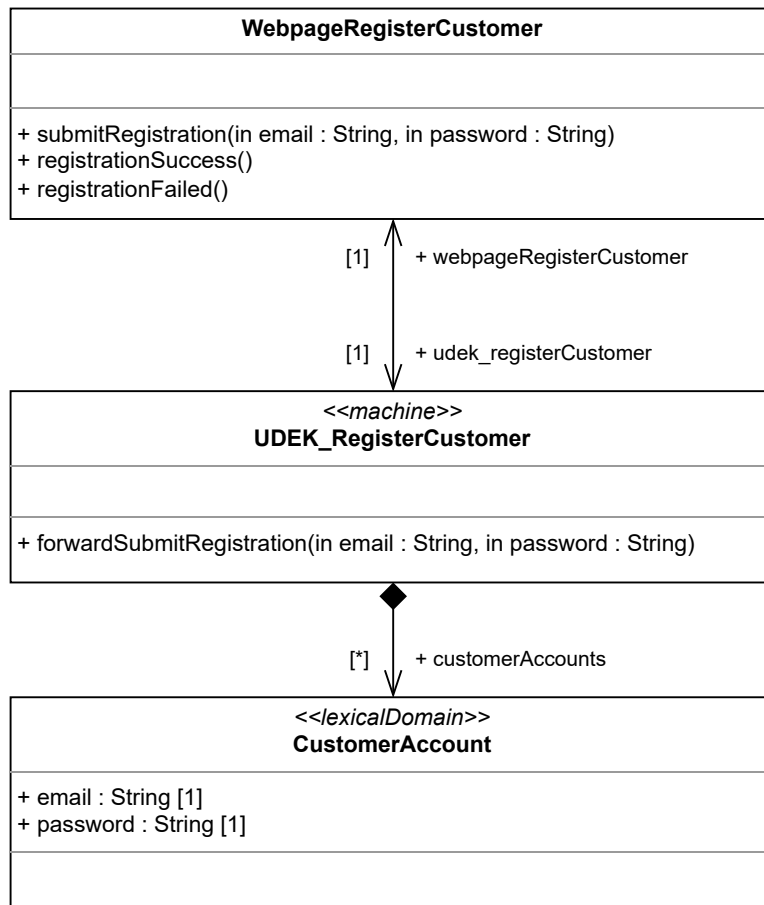 WebpageRegisterCustomer
+ submitRegistration(in email : String, in password : String)
+ registrationSuccess()
+ registrationFailed()
[1] + webpageRegisterCustomer
[1] + udek_registerCustomer
<<machine>>
UDEK_RegisterCustomer
+ forwardSubmitRegistration(in email : String, in password : String)
[*] + customerAccounts
<<lexicalDomain>>
CustomerAccount
+ email : String [1]
+ password : String [1]